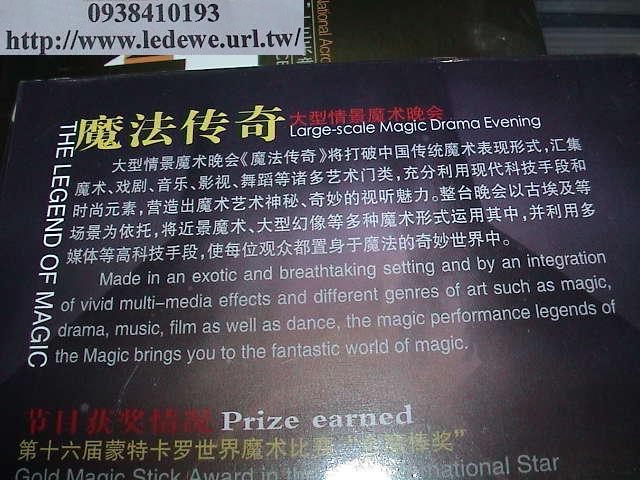 0938410193
http://www.ledewe.url.tw/
THE LEGEND OF MAGIC
魔法传奇
大型情景魔术晚会
Large-scale Magic Drama Evening
大型情景魔术晚会《魔法传奇》将打破中国传统魔术表现形式，汇集
魔术、戏剧、音乐、影视、舞蹈等诸多艺术门类，充分利用现代科技手段和
时尚元素，营造出魔术艺术神秘、奇妙的视听魅力。整台晚会以古埃及等
场景为依托，将近景魔术、大型幻像等多种魔术形式运用其中，并利用多
媒体等高科技手段，使每位观众都置身于魔法的奇妙世界中。
Made in an exotic and breathtaking setting and by an integration
of vivid multi-media effects and different genres of art such as magic,
drama, music, film as well as dance, the magic performance legends of
the Magic brings you to the fantastic world of magic.
节目获奖情况 Prize earned
第十六届蒙特卡罗世界魔术比赛“金魔棒奖”
Gold Magic Stick Award in the Star